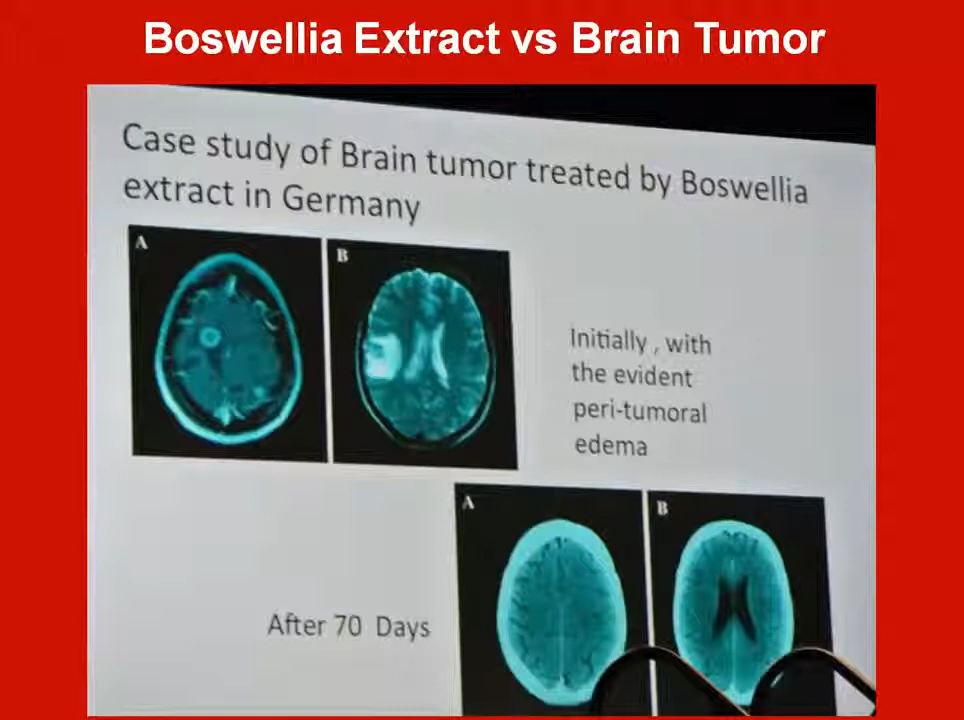 Boswellia Extract vs Brain Tumor
Case study of Brain tumor treated by Boswellia
extract in Germany
A
B
Initially , with
the evident
peri-tumoral
edema
A
B
After 70 Days